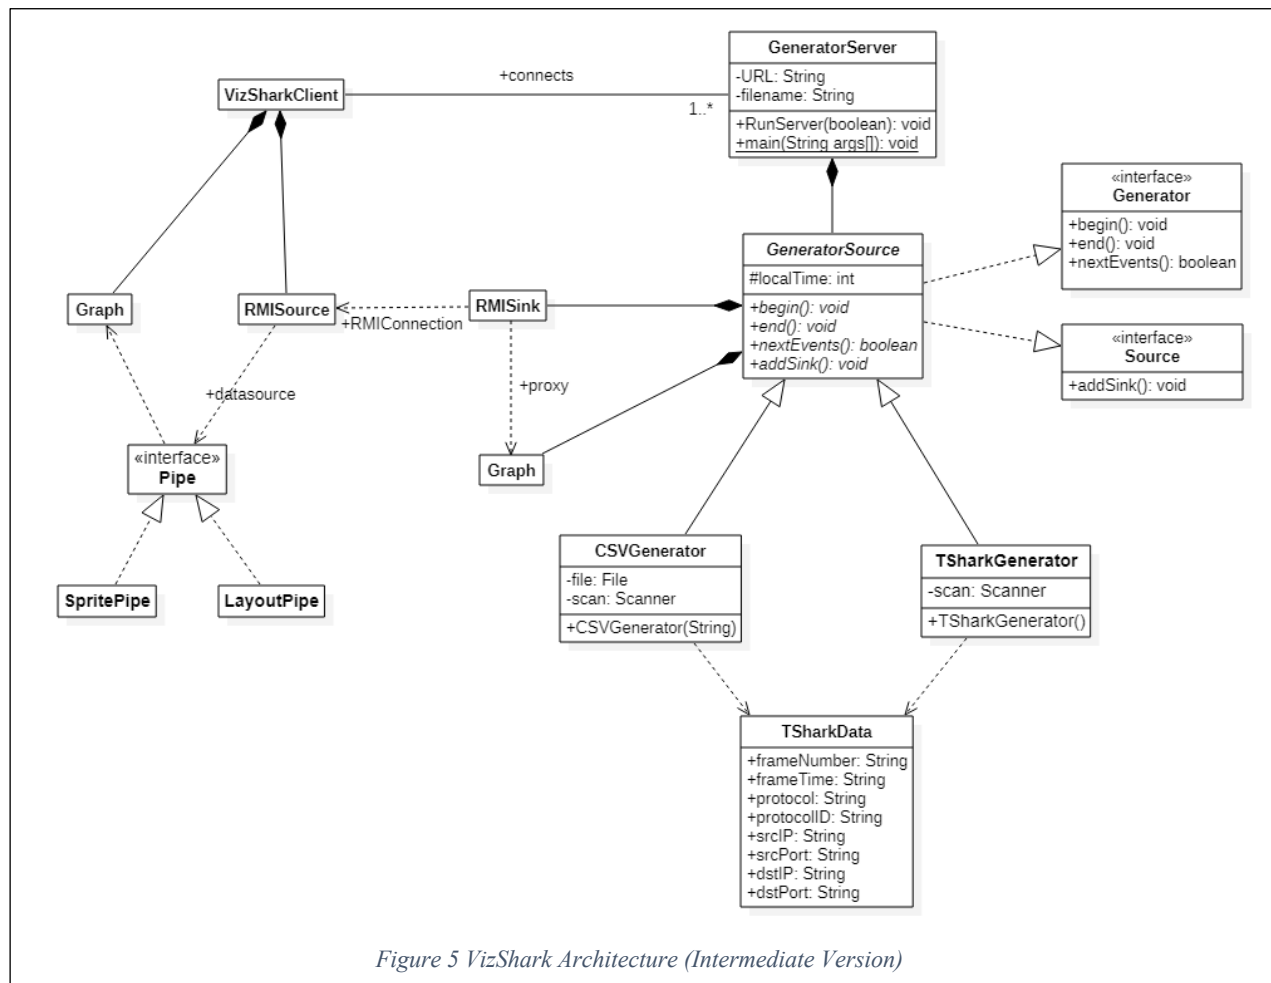 GeneratorServer
-URL: String
-filename: String
+RunServer(boolean): void
+main(String args[]): void
+connects
1..*
VizSharkClient
«interface»
Generator
+begin(): void
+end(): void
+nextEvents(): boolean
GeneratorSource
#localTime: int
+begin(): void
+end(): void
+nextEvents(): boolean
+addSink(): void
Graph
RMISource
RMISink
+RMIConnection
«interface»
Source
+addSink(): void
+datasource
+proxy
«interface»
Pipe
Graph
SpritePipe
LayoutPipe
CSVGenerator
-file: File
-scan: Scanner
+CSVGenerator(String)
TSharkGenerator
-scan: Scanner
+TSharkGenerator()
TSharkData
+frameNumber: String
+frameTime: String
+protocol: String
+protocolID: String
+srcIP: String
+srcPort: String
+dstIP: String
+dstPort: String
Figure 5 VizShark Architecture (Intermediate Version)